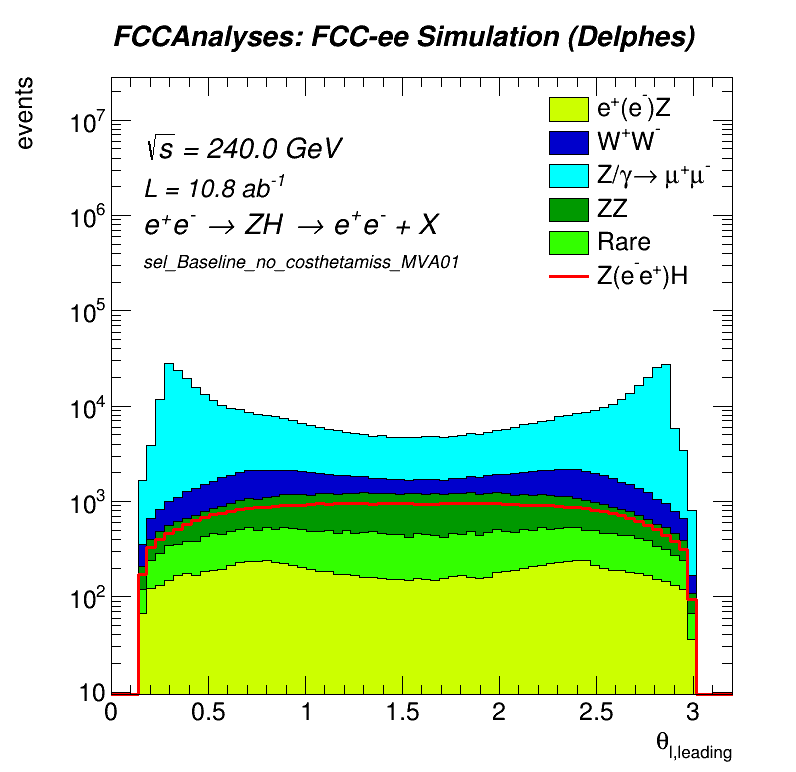 FCCAnalyses: FCC-ee Simulation (Delphes)
events
√s = 240.0 GeV
L = 10.8 ab⁻¹
e⁺e⁻ → ZH → e⁺e⁻ + X
sel_Baseline_no_costhetamiss_MVA01
e⁺(e⁻)Z
W⁺W⁻
Z/γ→ μ⁺μ⁻
ZZ
Rare
Z(e⁻e⁺)H
10⁷
10⁶
10⁵
10⁴
10³
10²
10
0 0.5 1 1.5 2 2.5 3
θl,leading